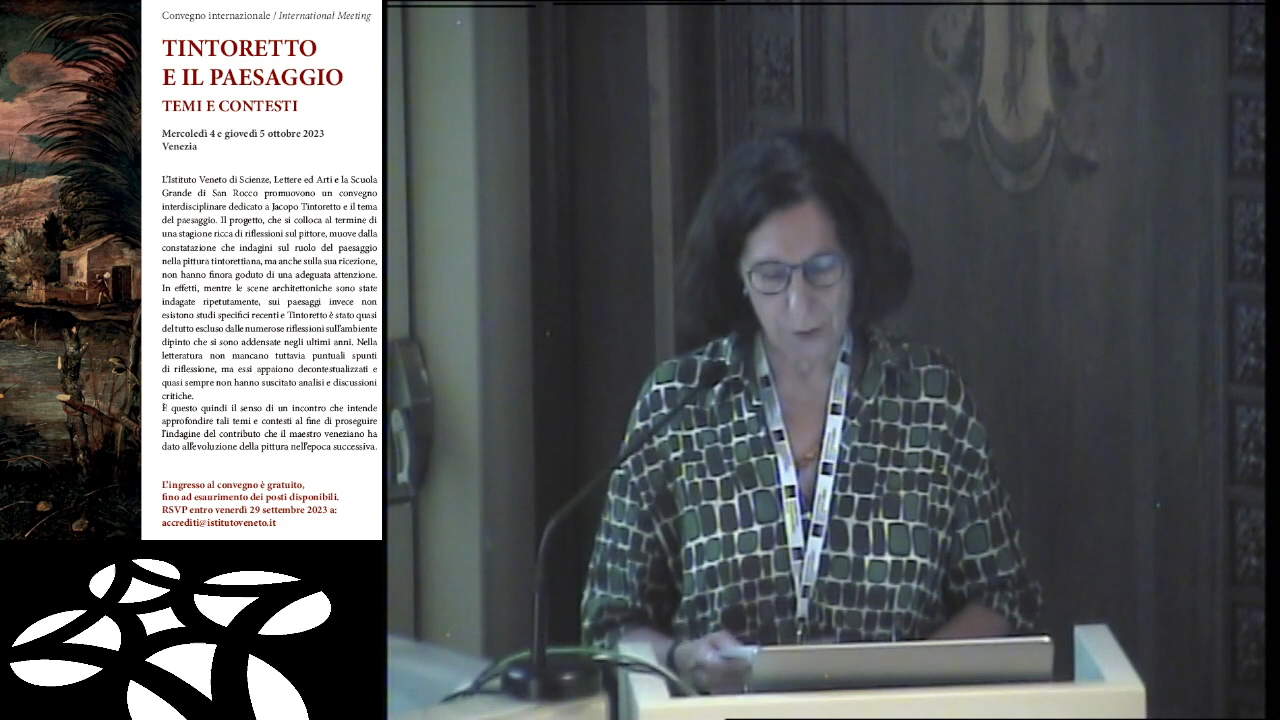 Convegno internazionale / International Meeting
TINTORETTO
E IL PAESAGGIO
TEMI E CONTESTI
Mercoledì 4 e giovedì 5 ottobre 2023
Venezia
L'Istituto Veneto di Scienze, Lettere ed Arti e la Scuola
Grande di San Rocco promuovono un convegno
interdisciplinare dedicato a Jacopo Tintoretto e il tema
del paesaggio. Il progetto, che si colloca al termine di
una stagione ricca di riflessioni sul pittore, muove dalla
constatazione che indagini sul ruolo del paesaggio
nella pittura tintorettiana, ma anche sulla sua ricezione,
non hanno finora goduto di una adeguata attenzione.
In effetti, mentre le scene architettoniche sono state
indagate ripetutamente, sui paesaggi invece non
esistono studi specifici recenti e Tintoretto è stato quasi
del tutto escluso dalle numerose riflessioni sull'ambiente
dipinto che si sono addensate negli ultimi anni. Nella
letteratura non mancano tuttavia puntuali spunti
di riflessione, ma essi appaiono decontestualizzati e
quasi sempre non hanno suscitato analisi e discussioni
critiche.
È questo quindi il senso di un incontro che intende
approfondire tali temi e contesti al fine di proseguire
l'indagine del contributo che il maestro veneziano ha
dato all'evoluzione della pittura nell'epoca successiva.
L'ingresso al convegno è gratuito,
fino ad esaurimento dei posti disponibili.
RSVP entro venerdì 29 settembre 2023 a:
accrediti@istitutoveneto.it